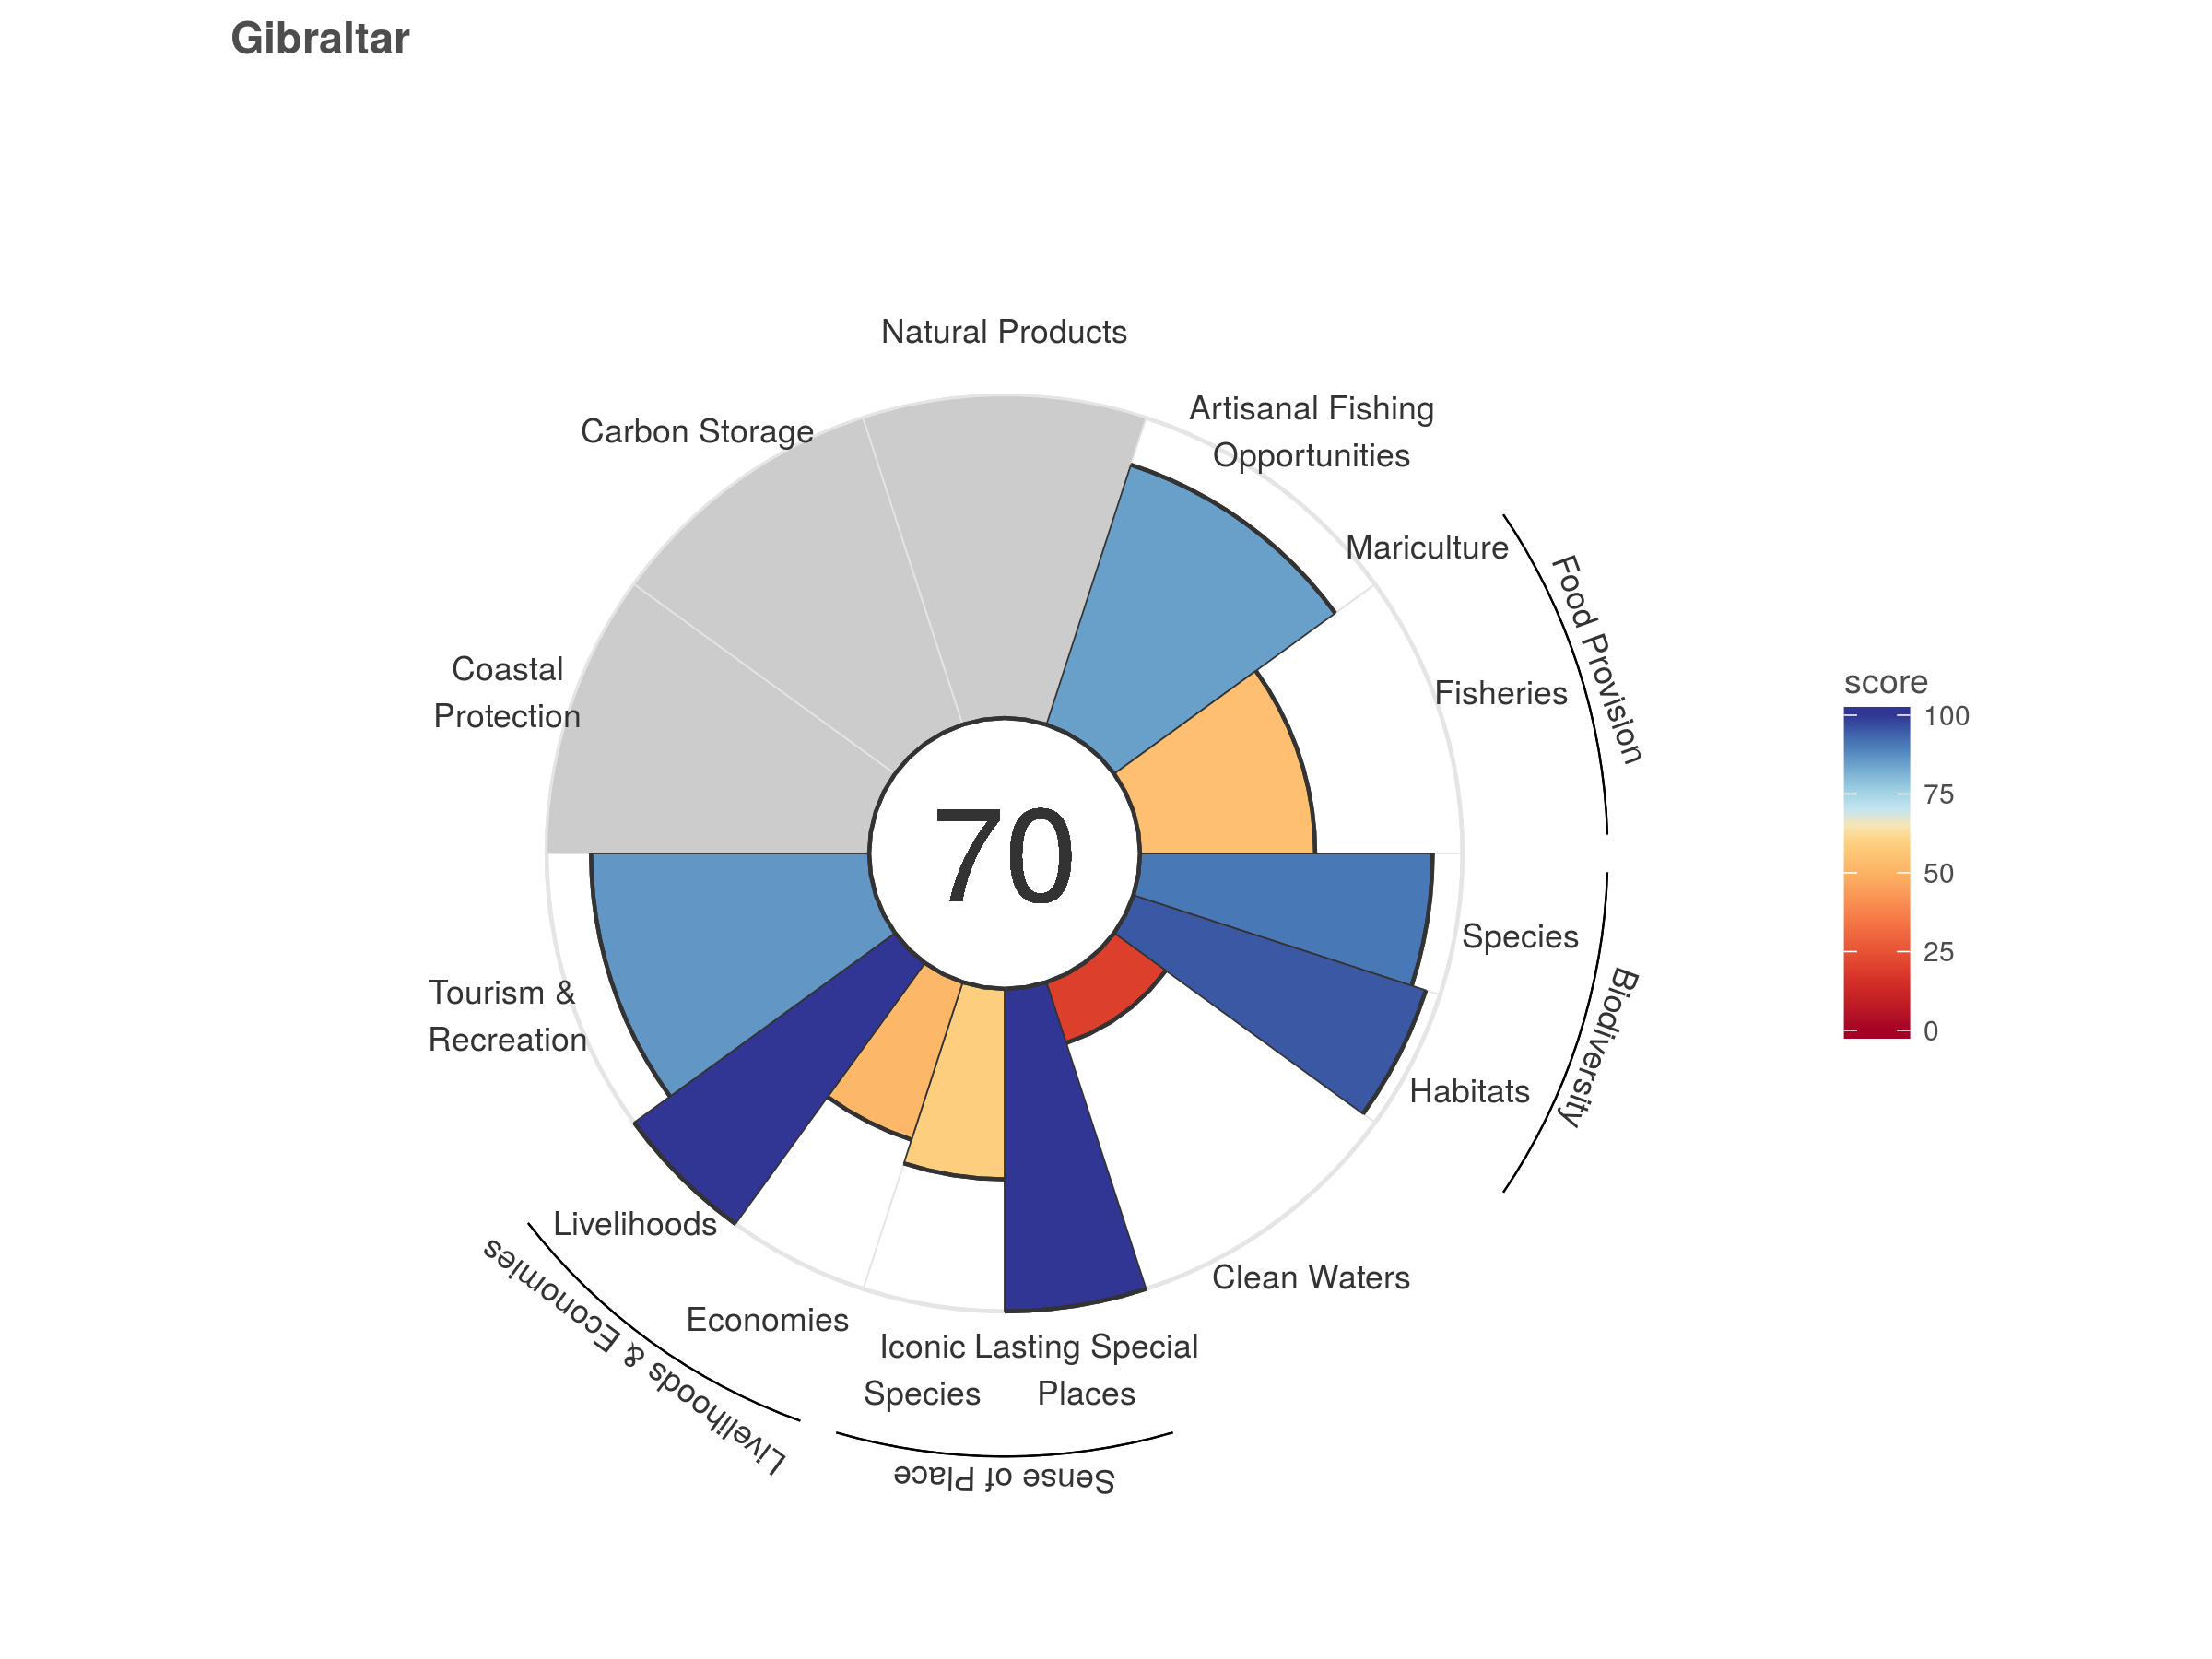 Gibraltar
Natural Products
Artisanal Fishing
Opportunities
Carbon Storage
Mariculture
Food Provision
Coastal
Protection
Fisheries
score
100
75
50
25
0
70
Species
Biodiversity
Tourism &
Recreation
Habitats
Livelihoods
Clean Waters
Livelihoods & Economies
Economies
Iconic
Species
Lasting Special
Places
Sense of Place